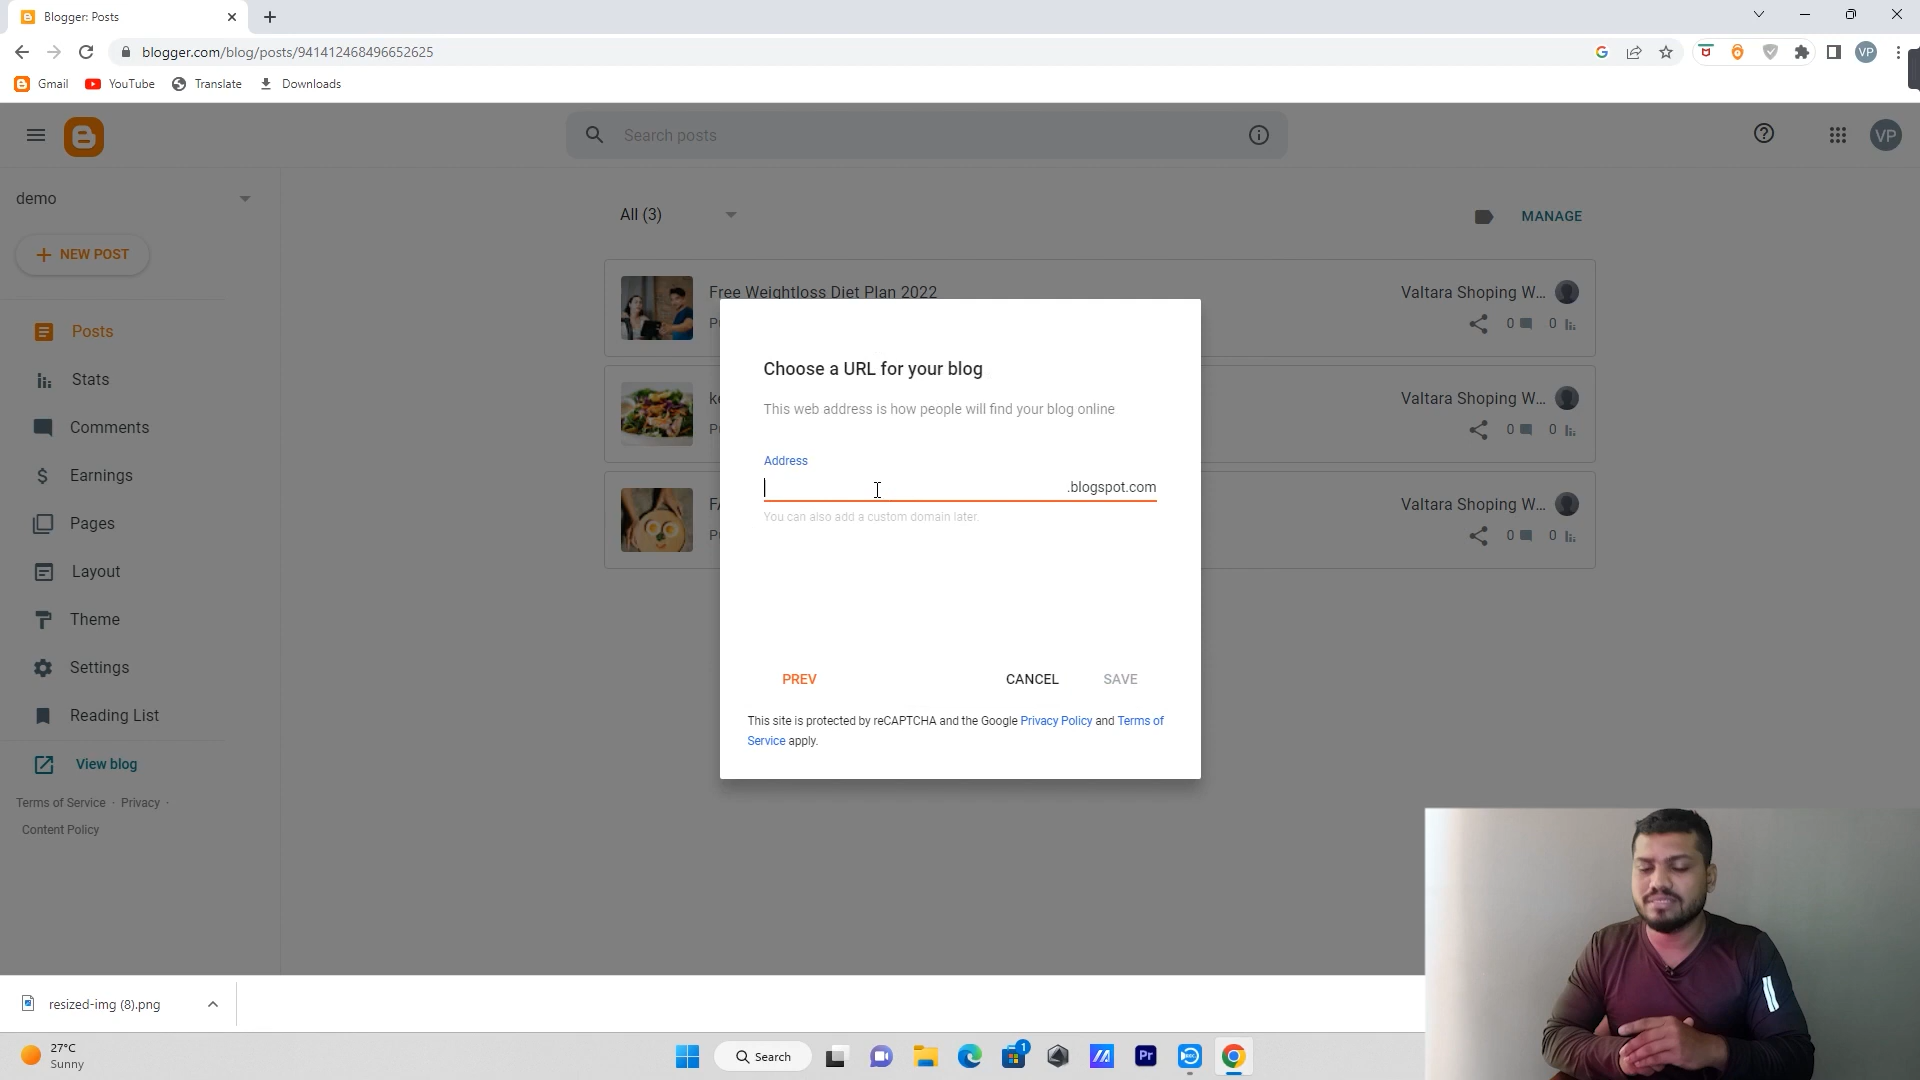 Blogger: Posts
blogger.com/blog/posts/941412468496652625
VP
Gmail
YouTube
Translate
Downloads
Search posts
VP
demo
All (3)
MANAGE
NEW POST
Free Weightloss Diet Plan 2022
Valtara Shoping W...
0
0
Posts
Stats
Valtara Shoping W...
0
0
Comments
Earnings
Valtara Shoping W...
0
0
Pages
Layout
Theme
Settings
Reading List
View blog
Terms of Service · Privacy ·
Content Policy
Choose a URL for your blog
This web address is how people will find your blog online
Address
.blogspot.com
You can also add a custom domain later.
PREV
CANCEL
SAVE
This site is protected by reCAPTCHA and the Google Privacy Policy and Terms of
Service apply.
resized-img (8).png
27°C
Sunny
Search
1
Pr